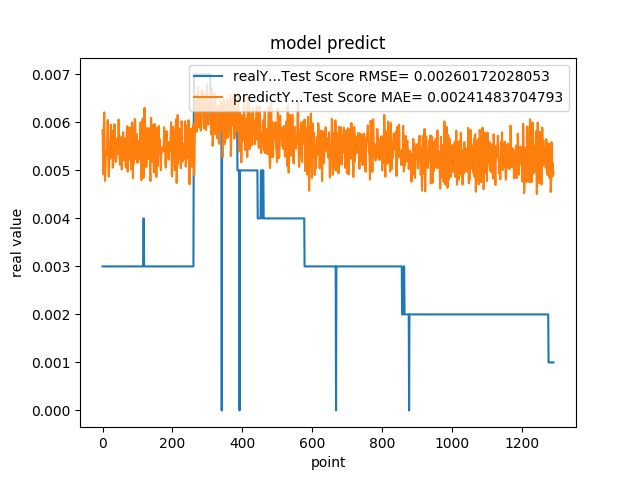 model predict
realY...Test Score RMSE= 0.00260172028053
predictY...Test Score MAE= 0.00241483704793
0.007
0.006
0.005
0.004
0.003
0.002
0.001
0.000
real value
0 200 400 600 800 1000 1200
point